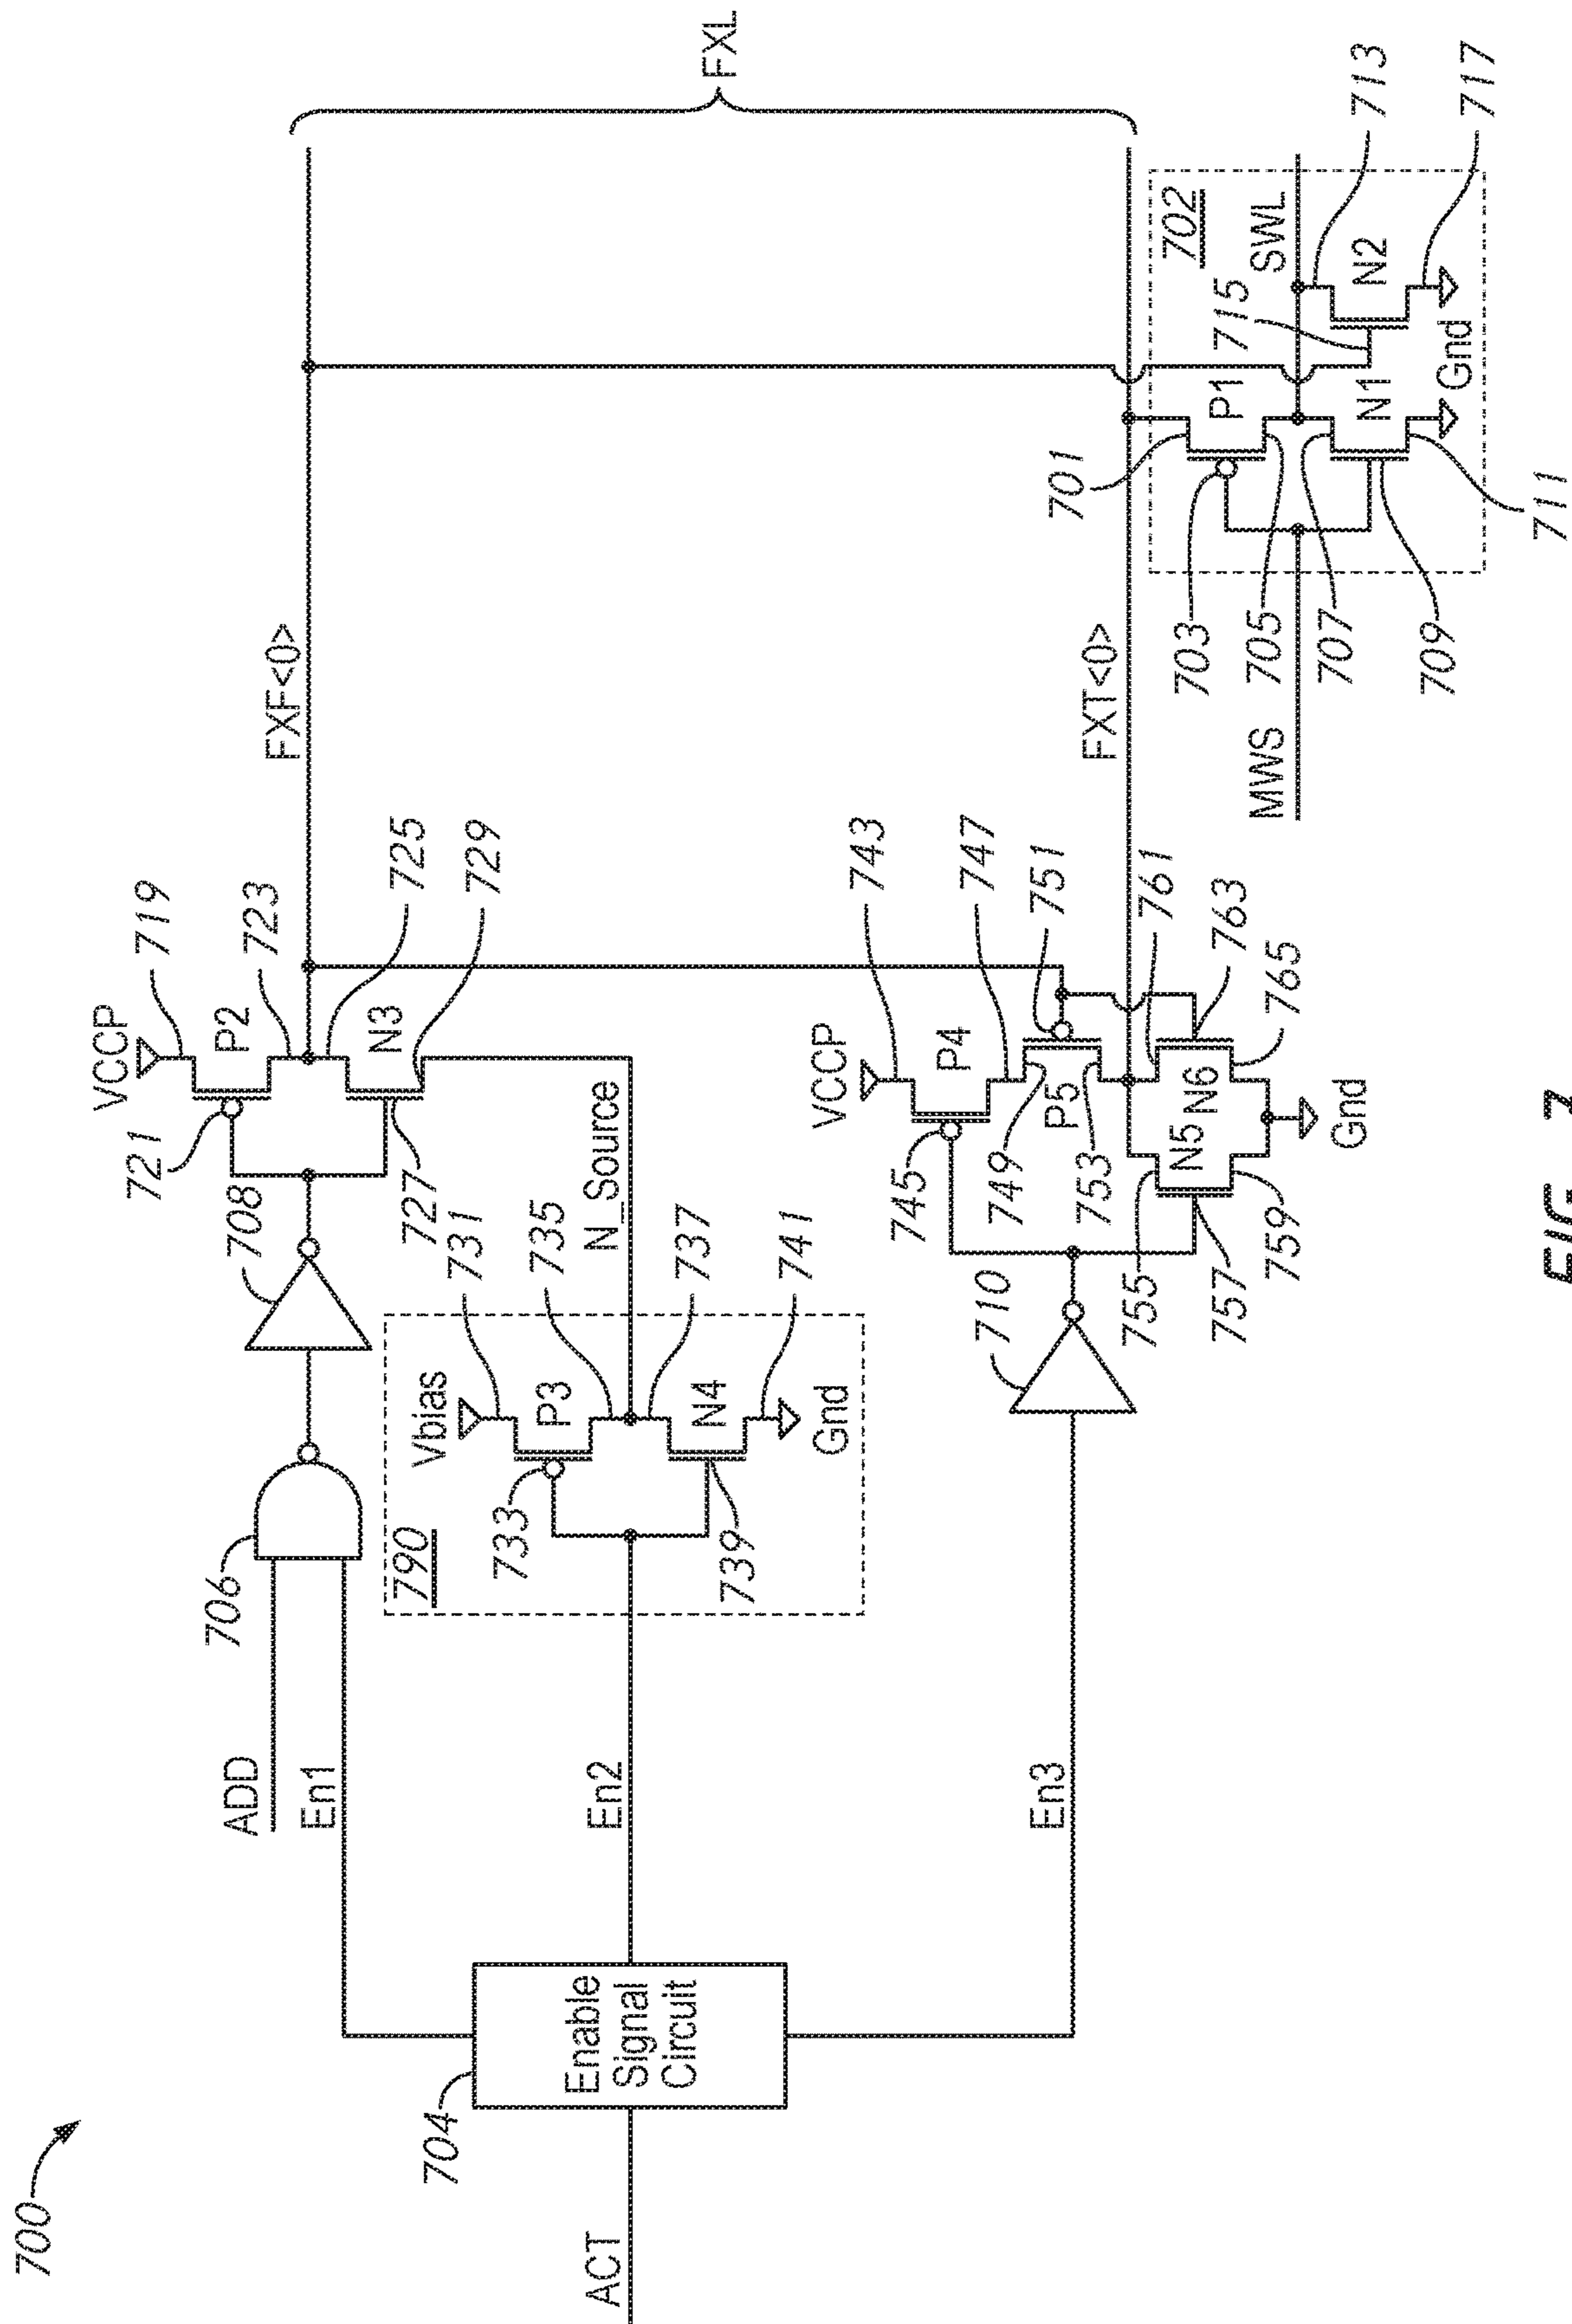 700
ACT
704
Enable
Signal
Circuit
ADD
En1
En2
En3
706
708
VCCP
719
721
P2
723
725
N3
727
729
FXF<0>
790
Vbias
731
733
P3
735
N_Source
737
N4
739
741
Gnd
710
VCCP
743
745
P4
747
749
P5
751
753
755
N5
757
759
761
N6
763
765
Gnd
FXT<0>
FXL
MWS
702
701
703
P1
705
707
N1
709
711
Gnd
SWL
713
715
N2
717
FIG. 7